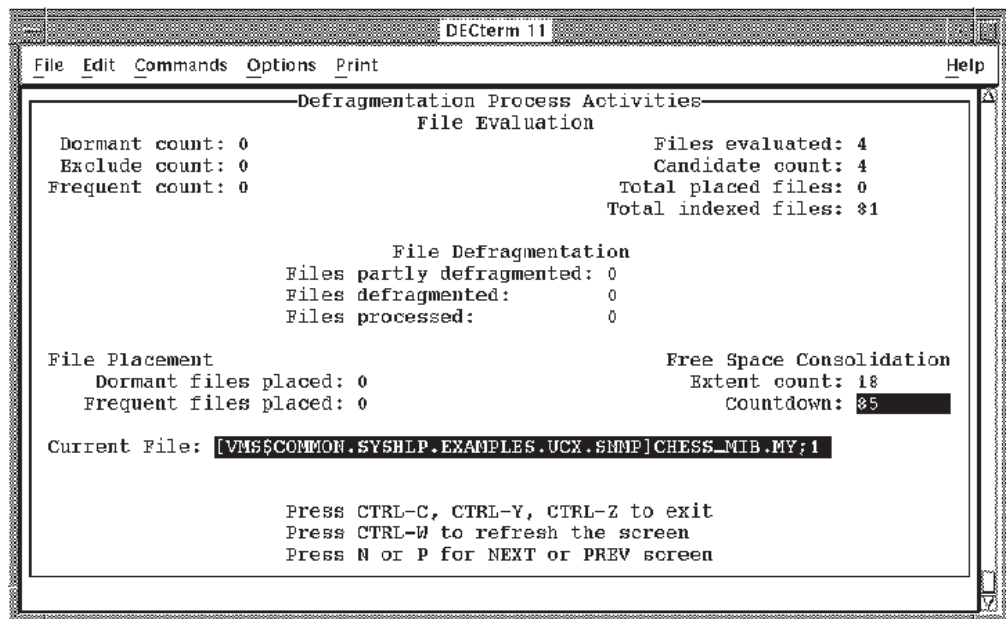 DECterm 11
File Edit Commands Options Print Help
Defragmentation Process Activities
File Evaluation
Dormant count: 0 Files evaluated: 4
Exclude count: 0 Candidate count: 4
Frequent count: 0 Total placed files: 0
Total indexed files: 81
File Defragmentation
Files partly defragmented: 0
Files defragmented: 0
Files processed: 0
File Placement Free Space Consolidation
Dormant files placed: 0 Extent count: 18
Frequent files placed: 0 Countdown: 85
Current File: [VMS$COMMON.SYSHLP.EXAMPLES.UCX.SNMP]CHESS_MIB.MY;1
Press CTRL-C, CTRL-Y, CTRL-Z to exit
Press CTRL-W to refresh the screen
Press N or P for NEXT or PREV screen